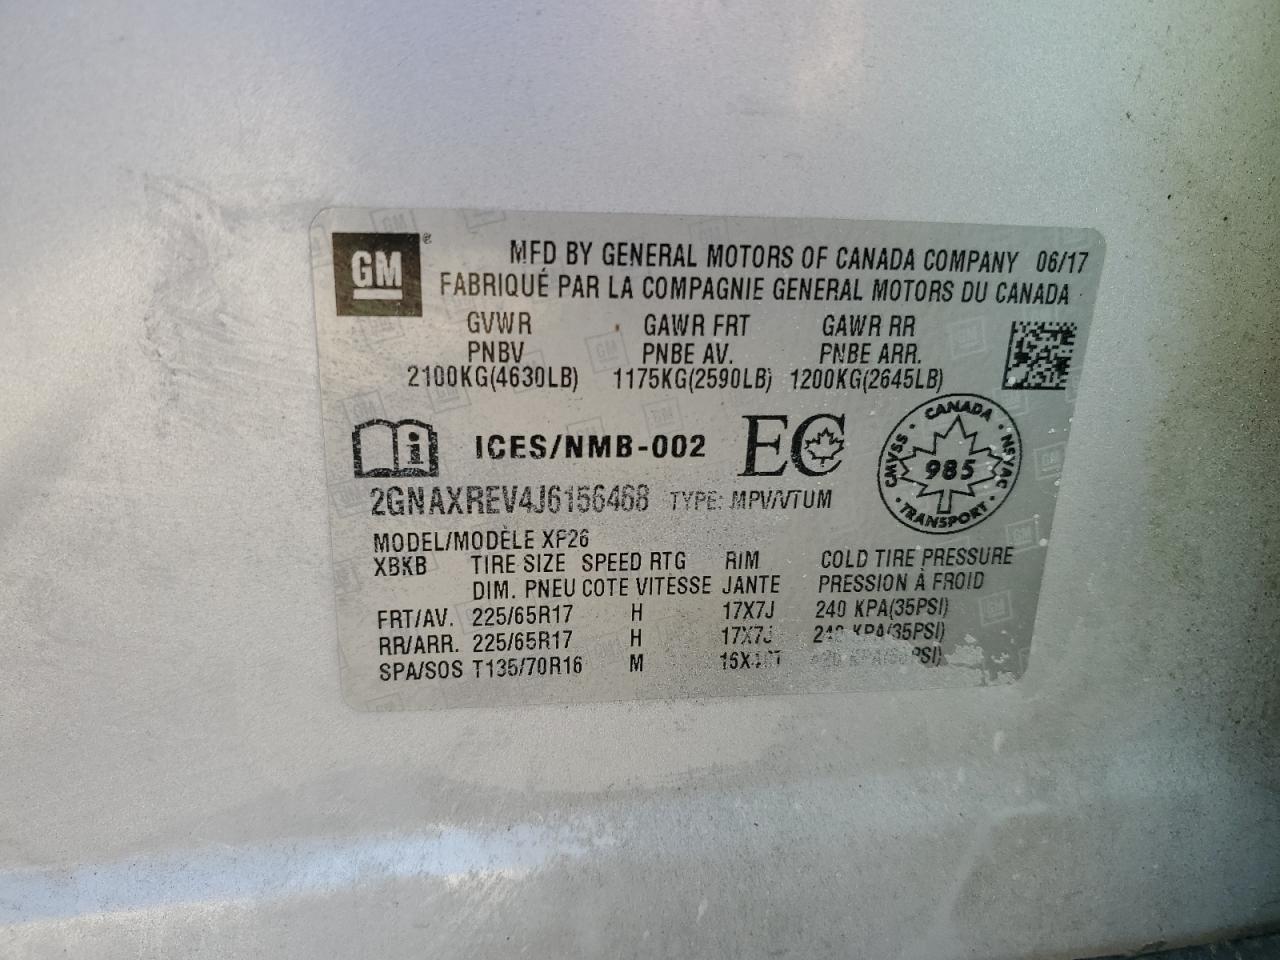 GM
MFD BY GENERAL MOTORS OF CANADA COMPANY 06/17
FABRIQUÉ PAR LA COMPAGNIE GENERAL MOTORS DU CANADA
GVWR GAWR FRT GAWR RR
PNBV PNBE AV. PNBE ARR.
2100KG(4630LB) 1175KG(2590LB) 1200KG(2645LB)
ICES/NMB-002 EC
CANADA CMVSS NSVAC 985 TRANSPORT
2GNAXREV4J6156468 TYPE: MPV/VTUM
MODEL/MODÈLE XF26
XBKB TIRE SIZE SPEED RTG RIM COLD TIRE PRESSURE
DIM. PNEU COTE VITESSE JANTE PRESSION À FROID
FRT/AV. 225/65R17 H 17X7J 240 KPA(35PSI)
RR/ARR. 225/65R17 H 17X7J 240 KPA(35PSI)
SPA/SOS T135/70R16 M